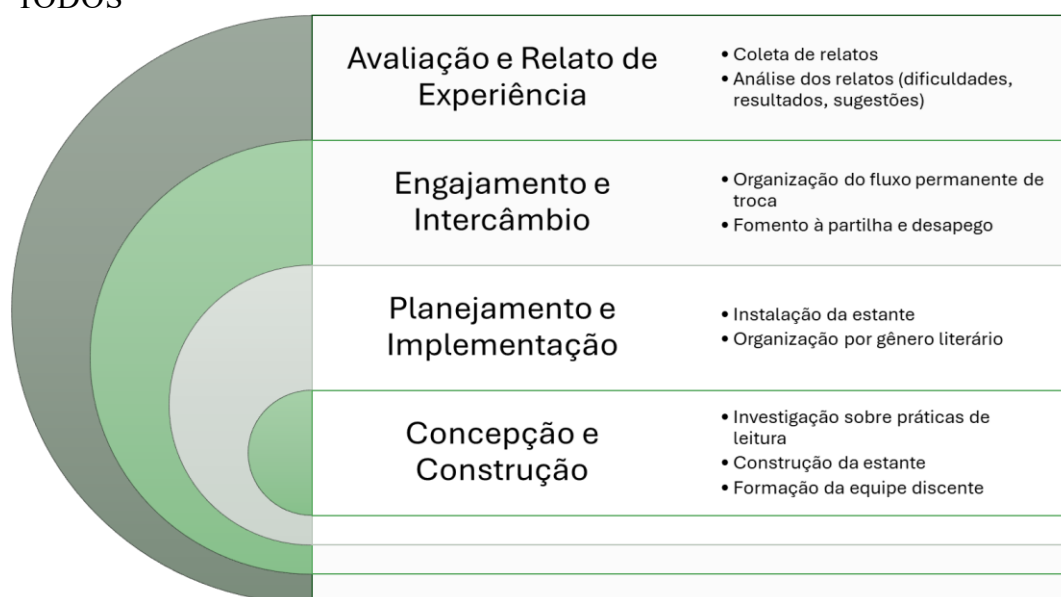 TODOS
Avaliação e Relato de
Experiência
• Coleta de relatos
• Análise dos relatos (dificuldades,
resultados, sugestões)
Engajamento e
Intercâmbio
• Organização do fluxo permanente de
troca
• Fomento à partilha e desapego
Planejamento e
Implementação
• Instalação da estante
• Organização por gênero literário
Concepção e
Construção
• Investigação sobre práticas de
leitura
• Construção da estante
• Formação da equipe discente